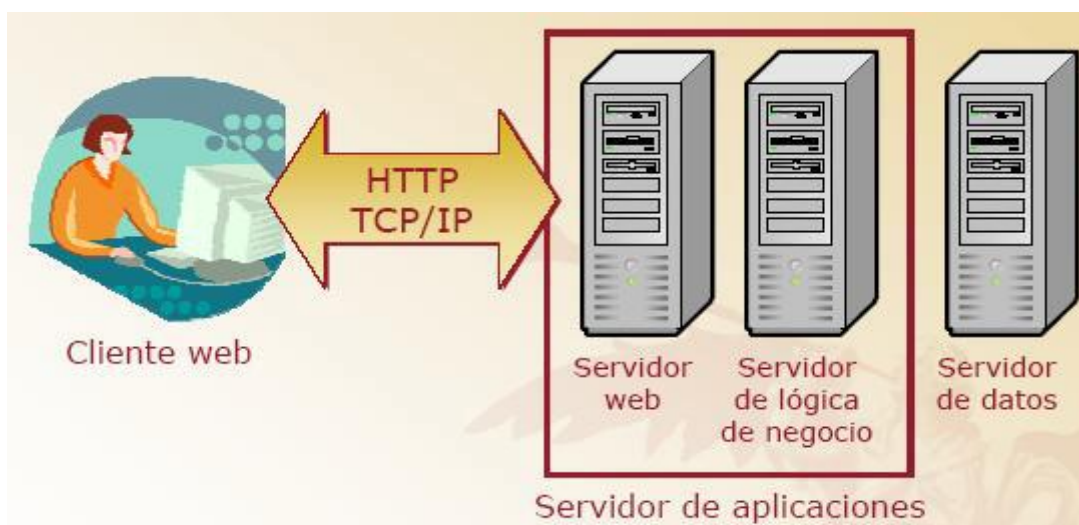 HTTP
TCP/IP
Cliente web
Servidor
web
Servidor
de lógica
de negocio
Servidor
de datos
Servidor de aplicaciones